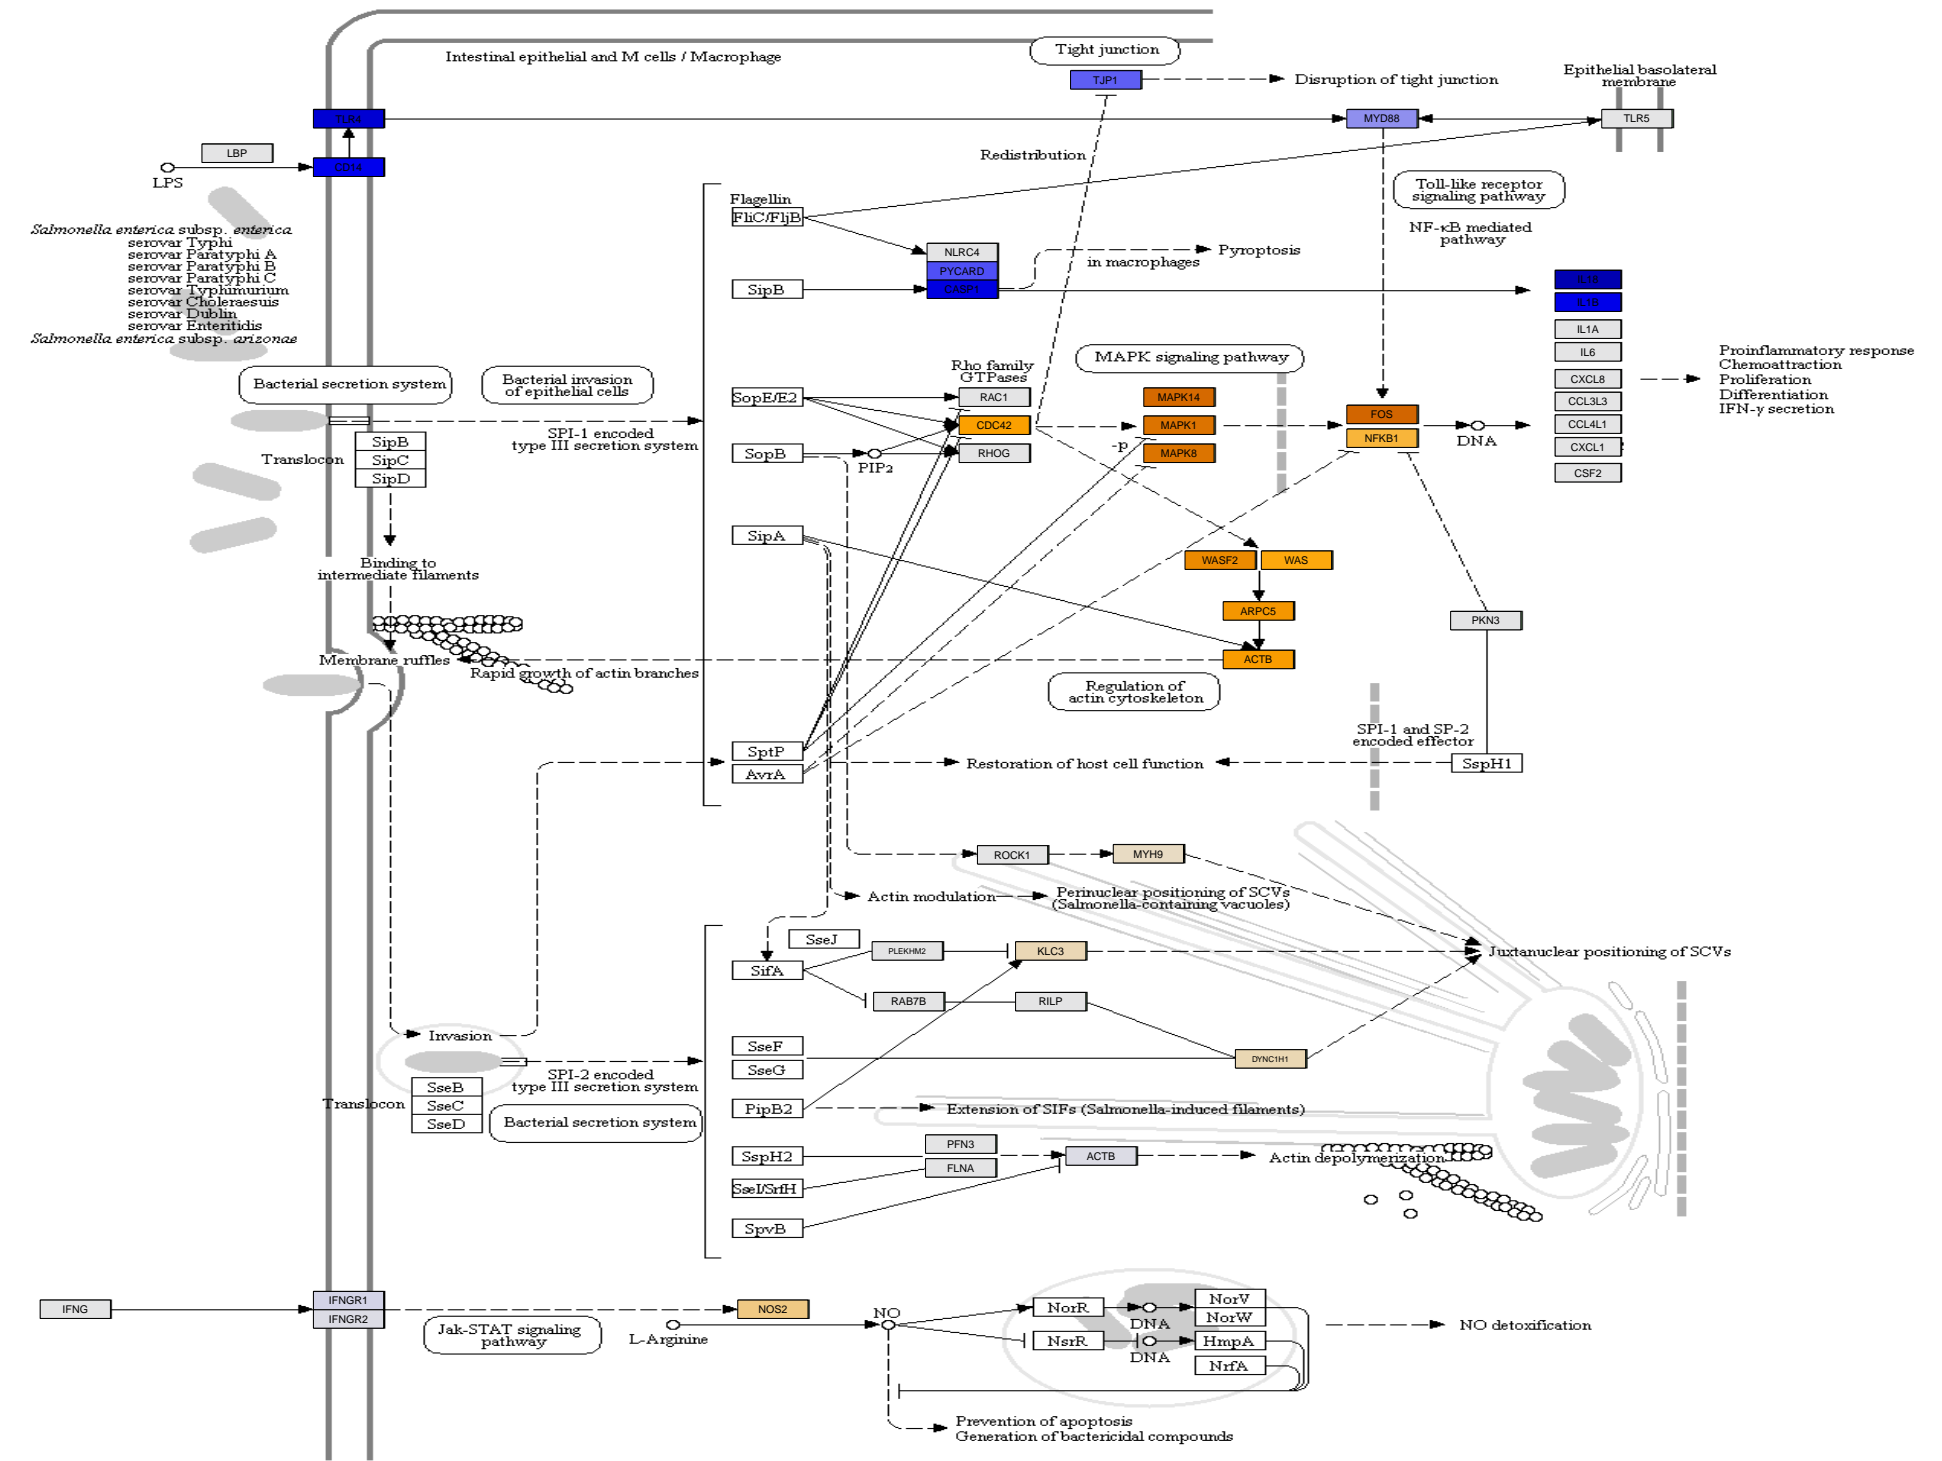 Intestinal epithelial and M cells / Macrophage
Tight junction
TJP1
Disruption of tight junction
Epithelial basolateral
membrane
TLR4
MYD88
TLR5
LBP
CD14
LPS
Redistribution
Toll-like receptor
signaling pathway
NF-κB mediated
pathway
Flagellin
FliC/FljB
Salmonella enterica subsp. enterica
serovar Typhi
serovar Paratyphi A
serovar Paratyphi B
serovar Paratyphi C
serovar Typhimurium
serovar Choleraesuis
serovar Dublin
serovar Enteritidis
Salmonella enterica subsp. arizonae
NLRC4
PYCARD
CASP1
in macrophages
Pyroptosis
SipB
IL18
IL1B
IL1A
IL6
CXCL8
CCL3L3
CCL4L1
CXCL1
CSF2
Proinflammatory response
Chemoattraction
Proliferation
Differentiation
IFN-γ secretion
Bacterial secretion system
Bacterial invasion
of epithelial cells
Rho family
GTPases
MAPK signaling pathway
SopE/E2
RAC1
CDC42
RHOG
MAPK14
MAPK1
MAPK8
-p
FOS
NFKB1
DNA
SPI-1 encoded
type III secretion system
SopB
PIP2
Translocon
SipB
SipC
SipD
SipA
Binding to
intermediate filaments
WASF2
WAS
ARPC5
ACTB
PKN3
Membrane ruffles
Rapid growth of actin branches
Regulation of
actin cytoskeleton
SPI-1 and SP-2
encoded effector
SptP
AvrA
Restoration of host cell function
SspH1
ROCK1
MYH9
Actin modulation
Perinuclear positioning of SCVs
(Salmonella-containing vacuoles)
SseJ
SifA
PLEKHM2
KLC3
Juxtanuclear positioning of SCVs
RAB7B
RILP
Invasion
SseF
SseG
DYNC1H1
SPI-2 encoded
type III secretion system
Translocon
SseB
SseC
SseD
Bacterial secretion system
PipB2
Extension of SIFs (Salmonella-induced filaments)
SspH2
PFN3
FLNA
ACTB
Actin depolymerization
SseI/SrfH
SpvB
IFNG
IFNGR1
IFNGR2
NOS2
Jak-STAT signaling
pathway
L-Arginine
NO
NorR
DNA
NorV
NorW
NsrR
DNA
HmpA
NrfA
NO detoxification
Prevention of apoptosis
Generation of bactericidal compounds